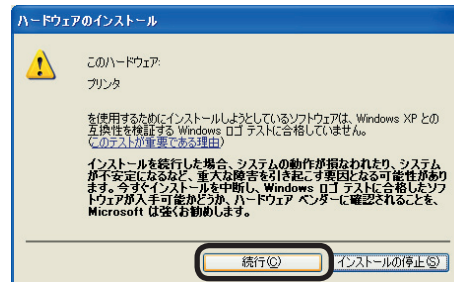 ハードウェアのインストール
このハードウェア:
プリンタ
を使用するためにインストールしようとしているソフトウェアは、Windows XP との
互換性を検証する Windows ロゴ テストに合格していません。
(このテストが重要である理由)
インストールを続行した場合、システムの動作が損なわれたり、システム
が不安定になるなど、重大な障害を引き起こす要因となる可能性があり
ます。今すぐインストールを中断し、Windows ロゴ テストに合格したソフ
トウェアが入手可能かどうか、ハードウェア ベンダーに確認されることを、
Microsoft は強くお勧めします。
続行(C)
インストールの停止(S)